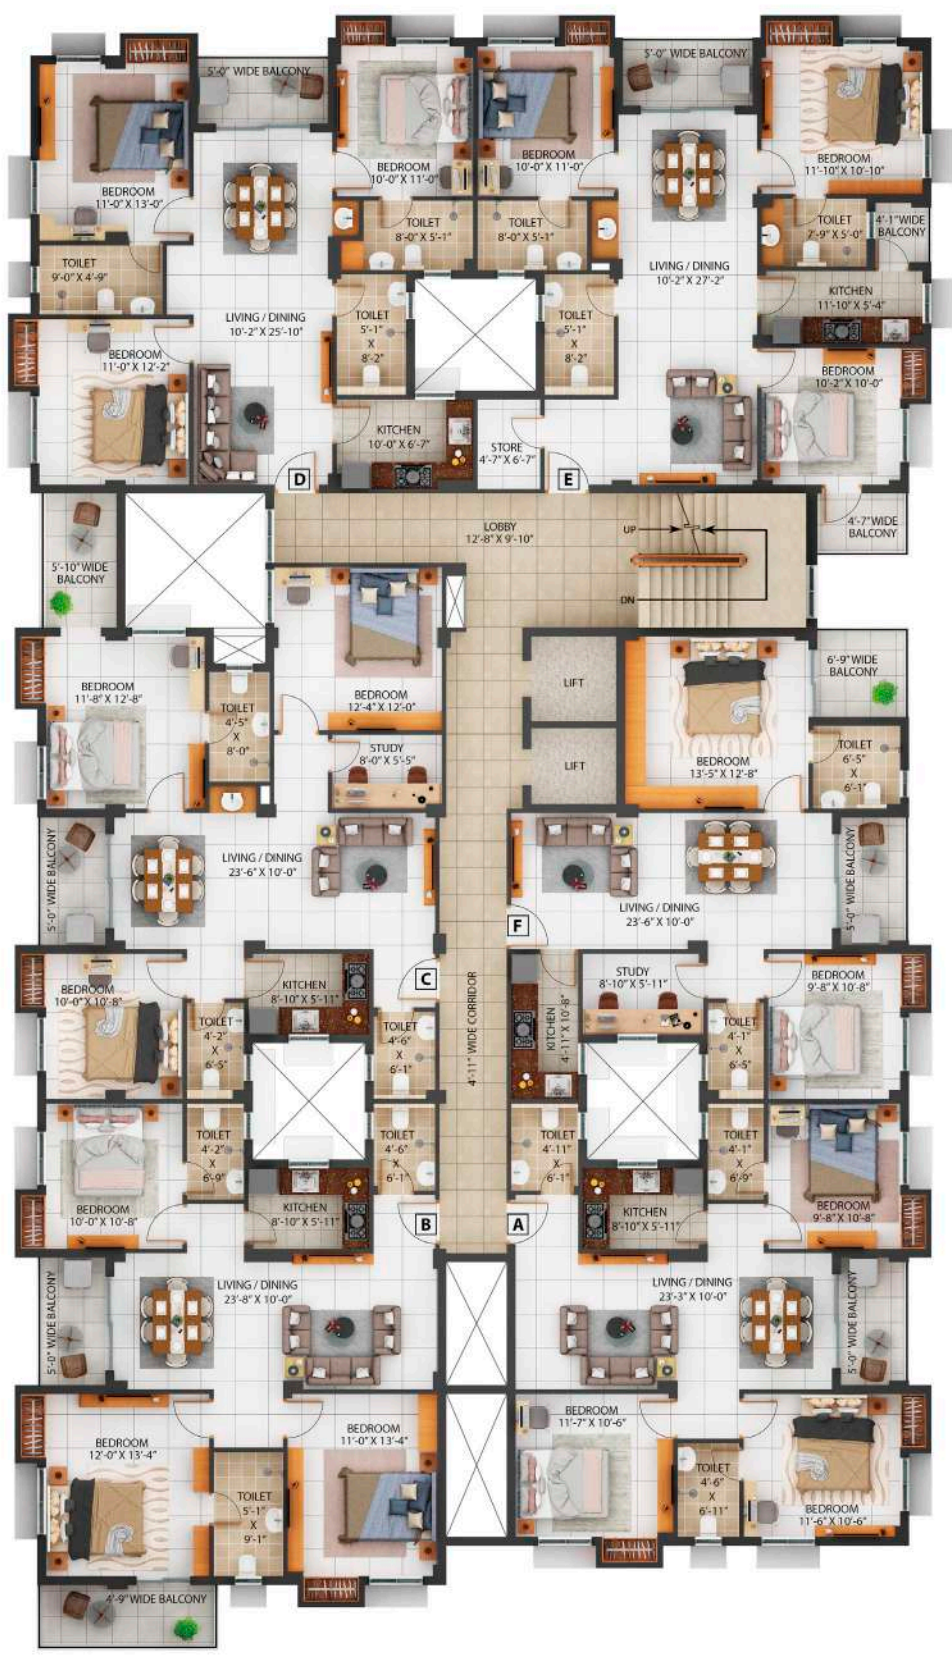 5'-0" WIDE BALCONY
BEDROOM
11'-0" X 13'-0"
BEDROOM
10'-0" X 11'-0"
BEDROOM
10'-0" X 11'-0"
5'-0" WIDE BALCONY
BEDROOM
11'-10" X 10'-10"
TOILET
9'-0" X 4'-9"
TOILET
8'-0" X 5'-1"
TOILET
8'-0" X 5'-1"
TOILET
7'-9" X 5'-0"
4'-1" WIDE
BALCONY
LIVING / DINING
10'-2" X 27'-2"
KITCHEN
11'-10" X 5'-4"
LIVING / DINING
10'-2" X 25'-10"
TOILET
5'-1"
X
8'-2"
TOILET
5'-1"
X
8'-2"
BEDROOM
11'-0" X 12'-2"
BEDROOM
10'-2" X 10'-0"
KITCHEN
10'-0" X 6'-7"
STORE
4'-7" X 6'-7"
D
E
4'-7" WIDE
BALCONY
LOBBY
12'-8" X 9'-10"
UP
DN
5'-10" WIDE
BALCONY
BEDROOM
11'-8" X 12'-8"
TOILET
4'-5"
X
8'-0"
BEDROOM
12'-4" X 12'-0"
STUDY
8'-0" X 5'-5"
LIFT
LIFT
BEDROOM
13'-5" X 12'-8"
6'-9" WIDE
BALCONY
TOILET
6'-5"
X
6'-1"
5'-0" WIDE BALCONY
LIVING / DINING
23'-6" X 10'-0"
LIVING / DINING
23'-6" X 10'-0"
5'-0" WIDE BALCONY
F
C
BEDROOM
10'-0" X 10'-8"
KITCHEN
8'-10" X 5'-11"
4'-11" WIDE CORRIDOR
KITCHEN
4'-11" X 10'-8"
STUDY
8'-10" X 5'-11"
BEDROOM
9'-8" X 10'-8"
TOILET
4'-2"
X
6'-5"
TOILET
4'-6"
X
6'-1"
TOILET
4'-1"
X
6'-5"
TOILET
4'-2"
X
6'-9"
TOILET
4'-6"
X
6'-1"
TOILET
4'-11"
X
6'-1"
TOILET
4'-1"
X
6'-9"
BEDROOM
10'-0" X 10'-8"
KITCHEN
8'-10" X 5'-11"
B
A
KITCHEN
8'-10" X 5'-11"
BEDROOM
9'-8" X 10'-8"
5'-0" WIDE BALCONY
LIVING / DINING
23'-8" X 10'-0"
LIVING / DINING
23'-3" X 10'-0"
5'-0" WIDE BALCONY
BEDROOM
12'-0" X 13'-4"
BEDROOM
11'-0" X 13'-4"
BEDROOM
11'-7" X 10'-6"
TOILET
5'-1"
X
9'-1"
TOILET
4'-6"
X
6'-11"
BEDROOM
11'-6" X 10'-6"
4'-9" WIDE BALCONY